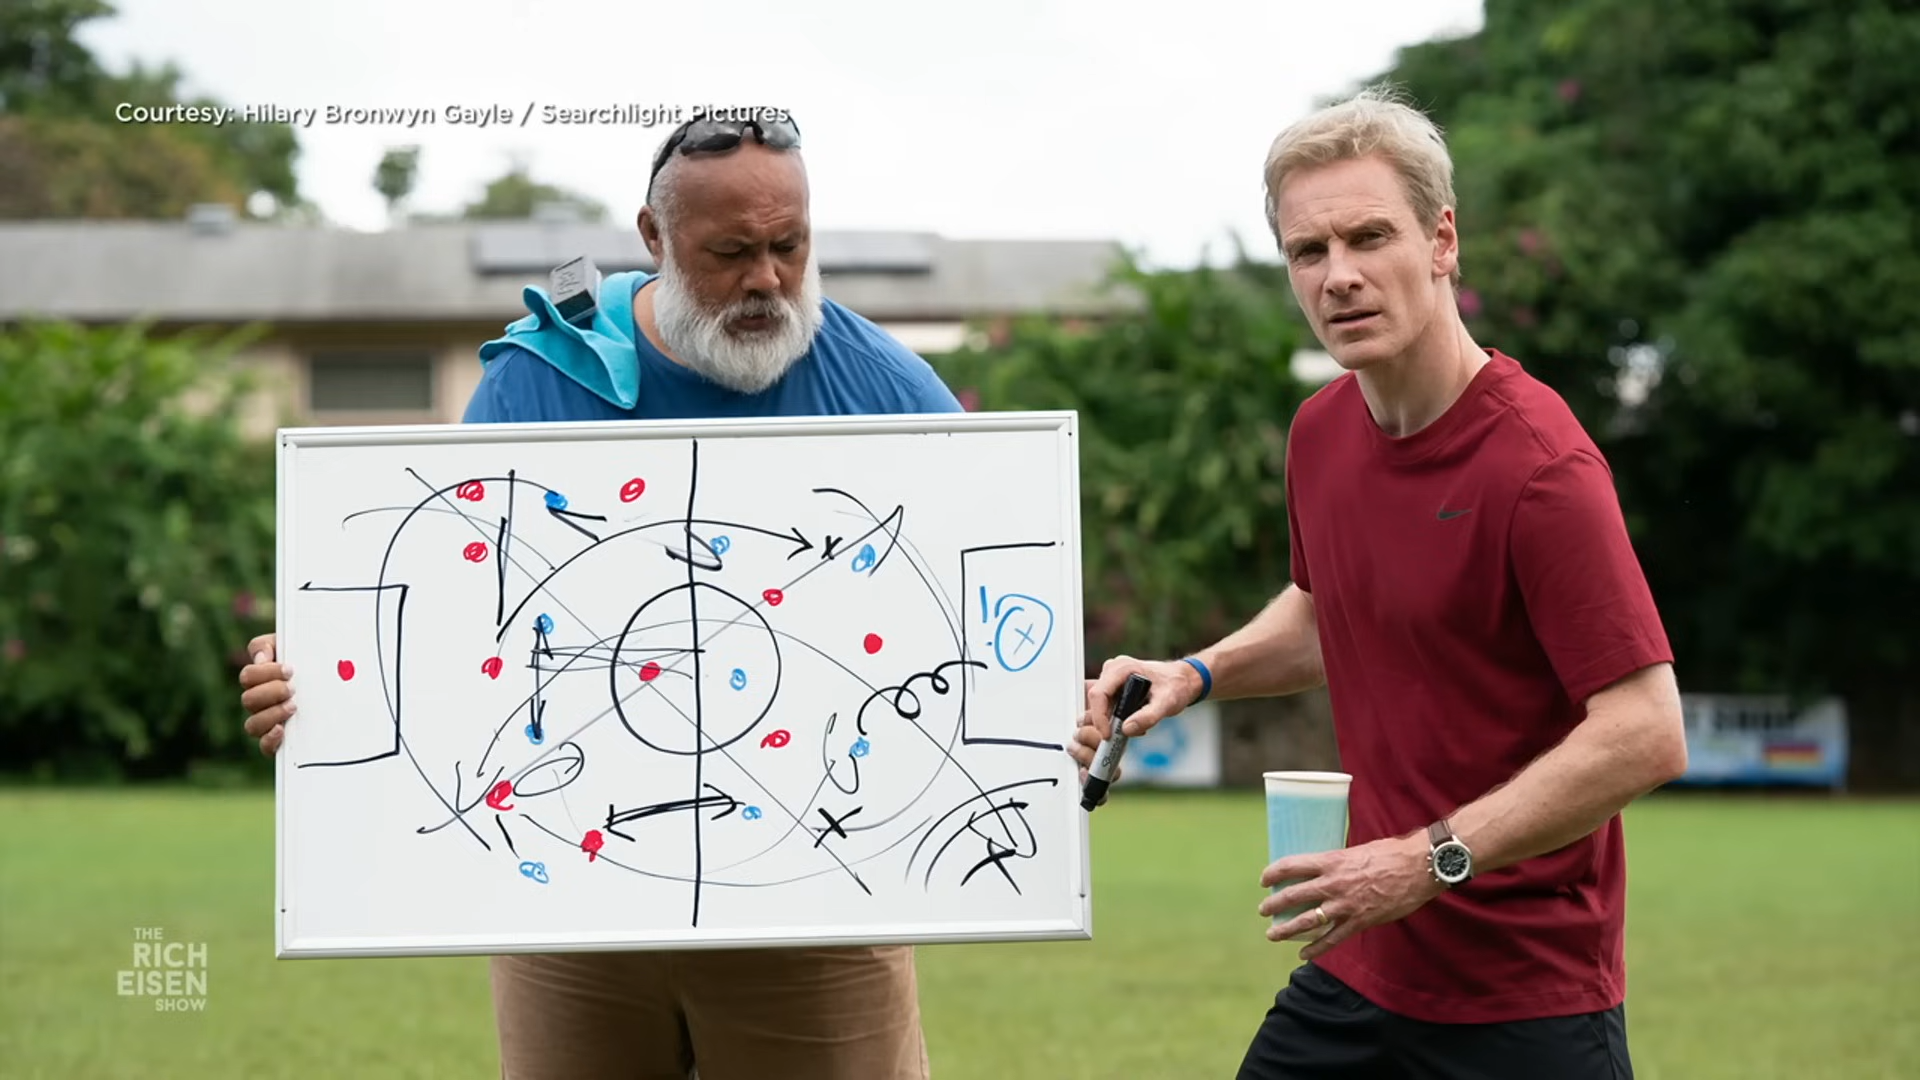 Courtesy: Hilary Bronwyn Gayle / Searchlight Pictures
x
!!
x
X
X
THE
RICH
EISEN
SHOW